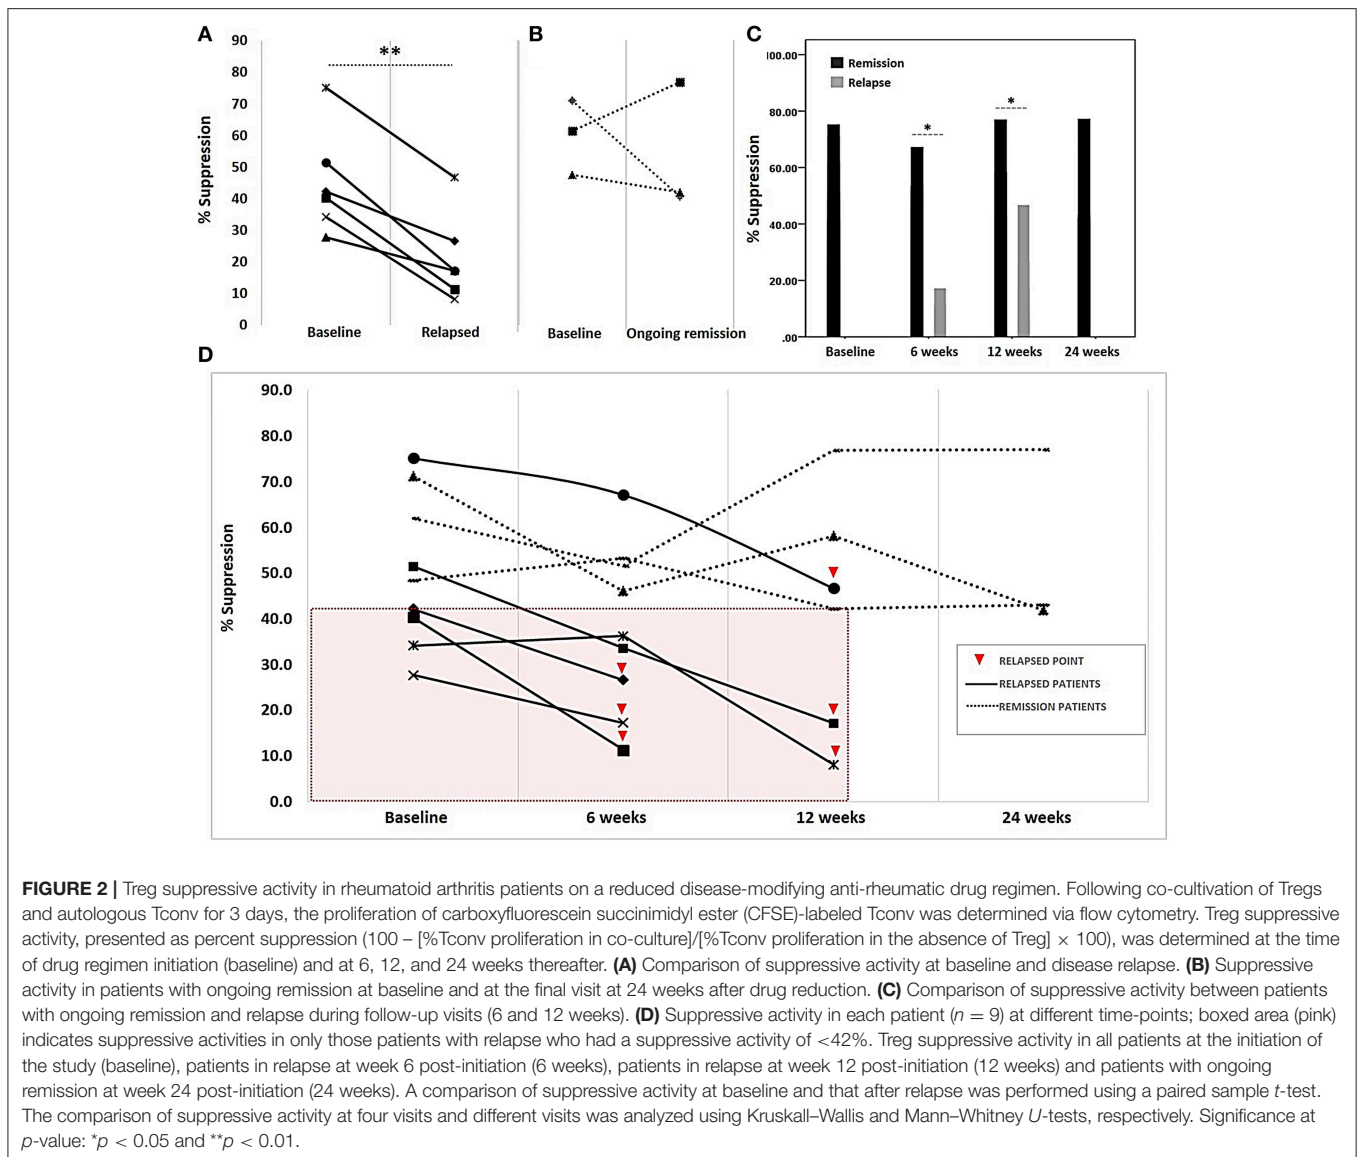 A
90
80
70
60
50
40
30
20
10
0
% Suppression
**
Baseline
Relapsed
B
Baseline
Ongoing remission
C
Remission
Relapse
100.00
80.00
60.00
40.00
20.00
.00
% Suppression
*
*
Baseline
6 weeks
12 weeks
24 weeks
D
90.0
80.0
70.0
60.0
50.0
40.0
30.0
20.0
10.0
0.0
% Suppression
Baseline
6 weeks
12 weeks
24 weeks
RELAPSED POINT
RELAPSED PATIENTS
REMISSION PATIENTS
FIGURE 2 | Treg suppressive activity in rheumatoid arthritis patients on a reduced disease-modifying anti-rheumatic drug regimen. Following co-cultivation of Tregs
and autologous Tconv for 3 days, the proliferation of carboxyfluorescein succinimidyl ester (CFSE)-labeled Tconv was determined via flow cytometry. Treg suppressive
activity, presented as percent suppression (100 – [%Tconv proliferation in co-culture]/[%Tconv proliferation in the absence of Treg] × 100), was determined at the time
of drug regimen initiation (baseline) and at 6, 12, and 24 weeks thereafter. (A) Comparison of suppressive activity at baseline and disease relapse. (B) Suppressive
activity in patients with ongoing remission at baseline and at the final visit at 24 weeks after drug reduction. (C) Comparison of suppressive activity between patients
with ongoing remission and relapse during follow-up visits (6 and 12 weeks). (D) Suppressive activity in each patient (n = 9) at different time-points; boxed area (pink)
indicates suppressive activities in only those patients with relapse who had a suppressive activity of <42%. Treg suppressive activity in all patients at the initiation of
the study (baseline), patients in relapse at week 6 post-initiation (6 weeks), patients in relapse at week 12 post-initiation (12 weeks) and patients with ongoing
remission at week 24 post-initiation (24 weeks). A comparison of suppressive activity at baseline and that after relapse was performed using a paired sample t-test.
The comparison of suppressive activity at four visits and different visits was analyzed using Kruskall–Wallis and Mann–Whitney U-tests, respectively. Significance at
p-value: *p < 0.05 and **p < 0.01.